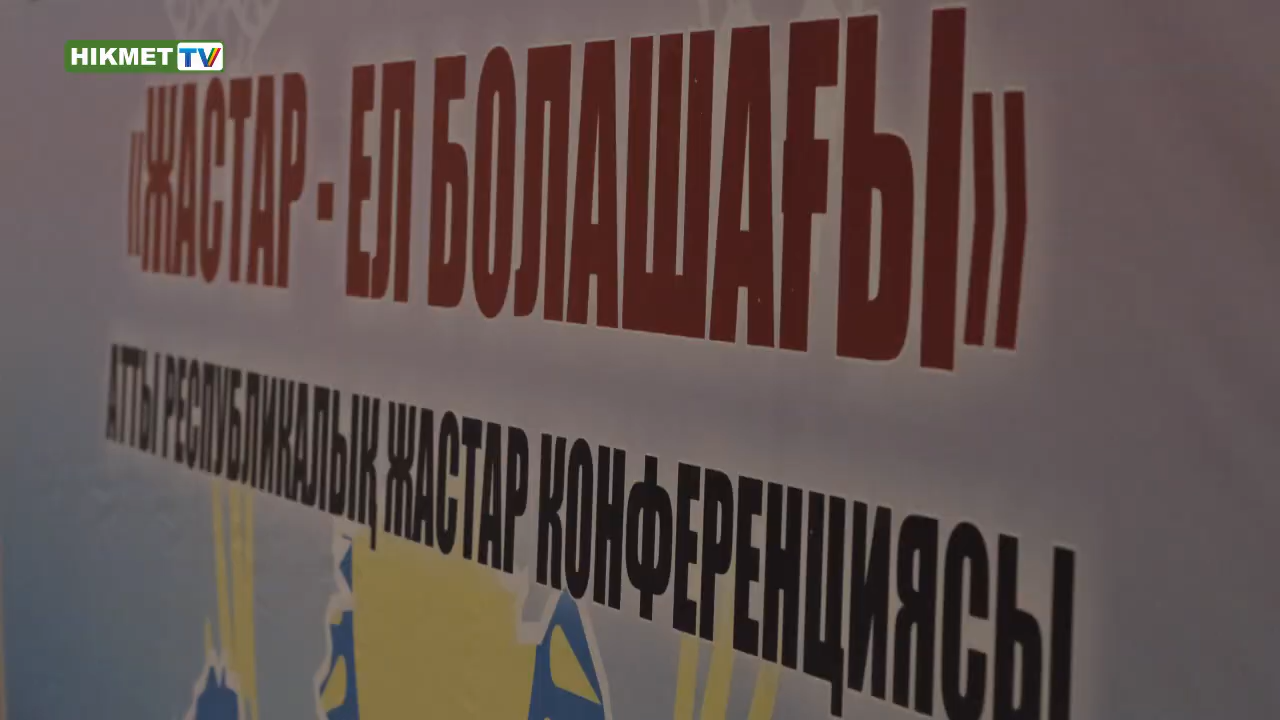 HIKMET TV
«ЖАСТАР - ЕЛ БОЛАШАҒЫ»
АТТЫ РЕСПУБЛИКАЛЫҚ ЖАСТАР КОНФЕРЕНЦИЯСЫ